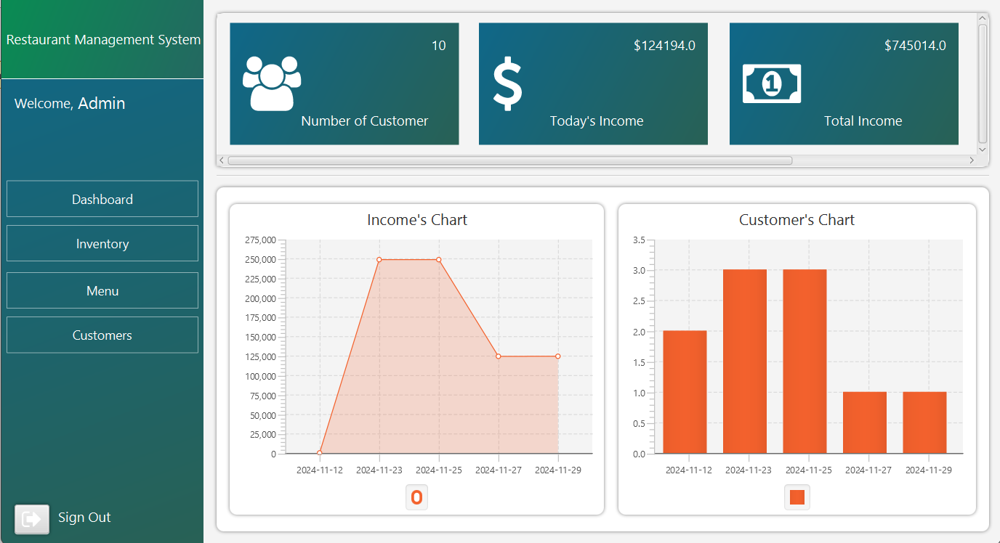 Restaurant Management System
Welcome, Admin
Dashboard
Inventory
Menu
Customers
Sign Out
10
Number of Customer
$124194.0
Today's Income
$745014.0
1
Total Income
Income's Chart
275,000
250,000
225,000
200,000
175,000
150,000
125,000
100,000
75,000
50,000
25,000
0
2024-11-12 2024-11-23 2024-11-25 2024-11-27 2024-11-29
Customer's Chart
3.5
3.0
2.5
2.0
1.5
1.0
0.5
0.0
2024-11-12 2024-11-23 2024-11-25 2024-11-27 2024-11-29